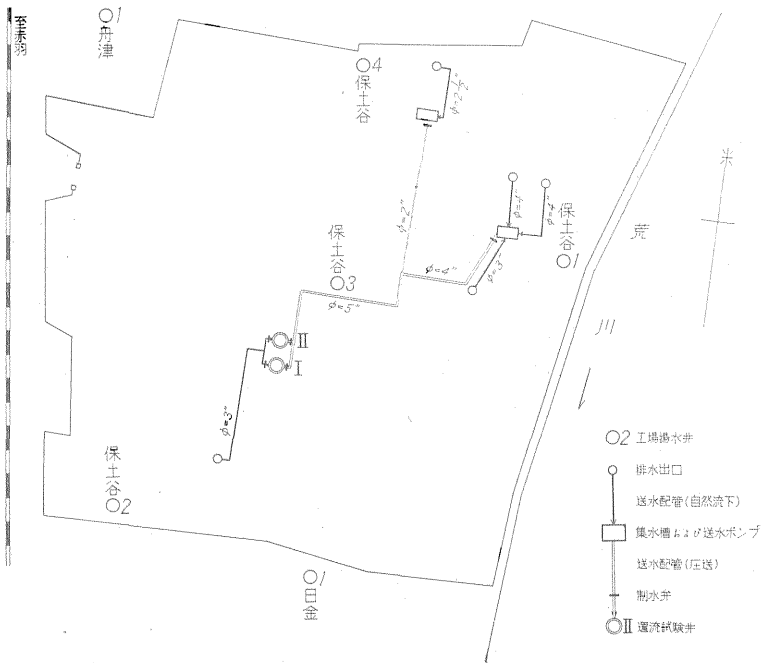 至赤羽
1
舟津
4
保土谷
φ=2½"
φ=2"
φ=4"
φ=4"
保土谷
1
φ=3"
φ=4"
保土谷
3
φ=5"
II
I
φ=3"
保土谷
2
1
日金
荒
川
2 工場揚水井
排水出口
送水配管(自然流下)
集水槽および送水ポンプ
送水配管(圧送)
制水弁
II 還流試験井